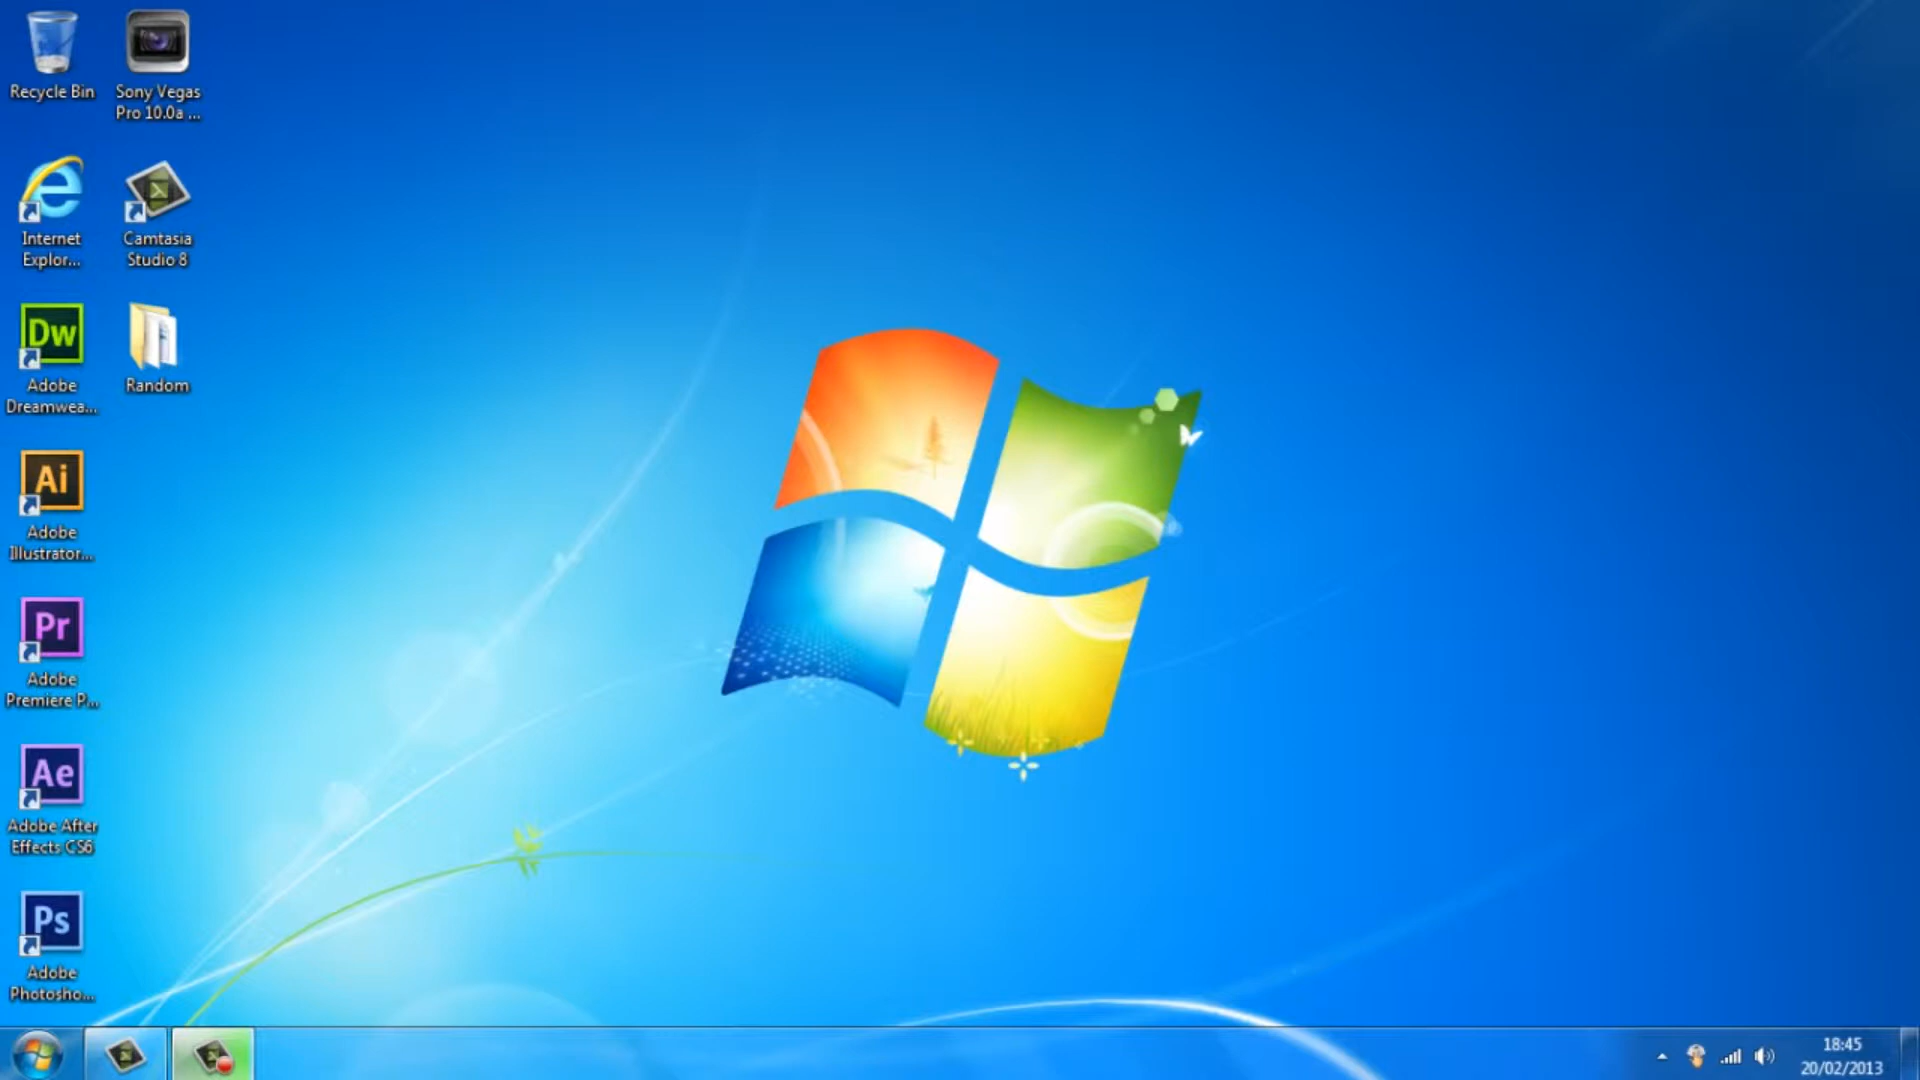 Recycle Bin
Sony Vegas
Pro 10.0a ...
Internet
Explor...
Camtasia
Studio 8
Dw
Adobe
Dreamwea...
Random
Ai
Adobe
Illustrator...
Pr
Adobe
Premiere P...
Ae
Adobe After
Effects CS6
Ps
Adobe
Photosho...
18:45
20/02/2013